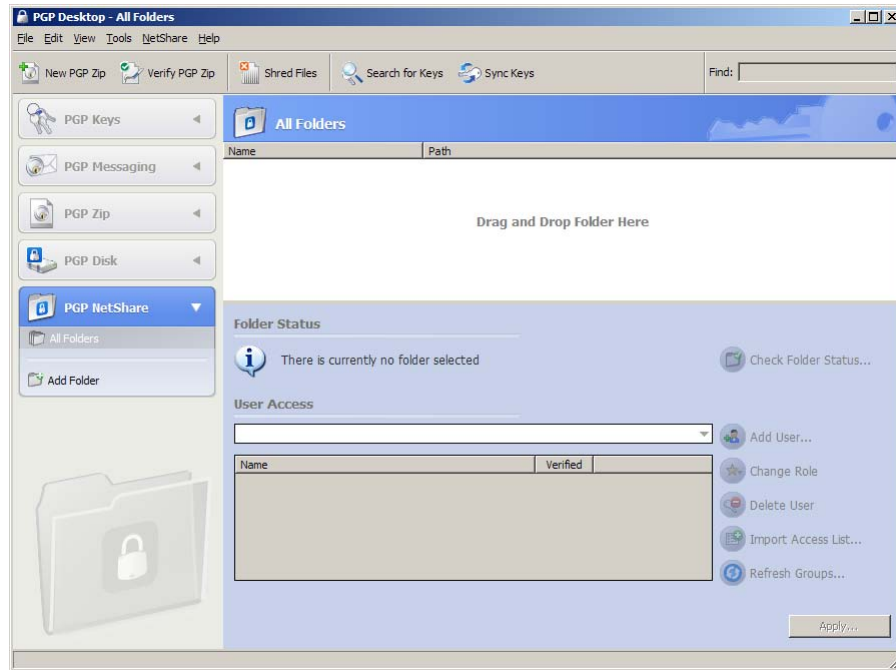 PGP Desktop - All Folders
File Edit View Tools NetShare Help
New PGP Zip Verify PGP Zip Shred Files Search for Keys Sync Keys Find:
PGP Keys
PGP Messaging
PGP Zip
PGP Disk
PGP NetShare
All Folders
Add Folder
All Folders
Name Path
Drag and Drop Folder Here
Folder Status
There is currently no folder selected
Check Folder Status...
User Access
Add User...
Name Verified
Change Role
Delete User
Import Access List...
Refresh Groups...
Apply...